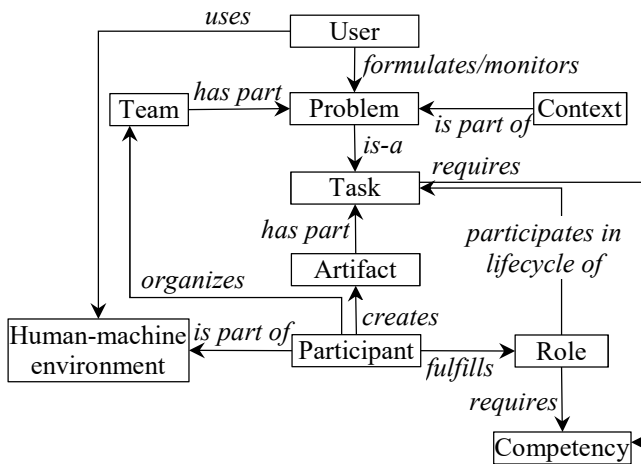 uses
User
formulates/monitors
Team
has part
Problem
Context
is part of
is-a
requires
Task
has part
participates in
lifecycle of
Artifact
organizes
creates
Human-machine
environment
is part of
Participant
fulfills
Role
requires
Competency